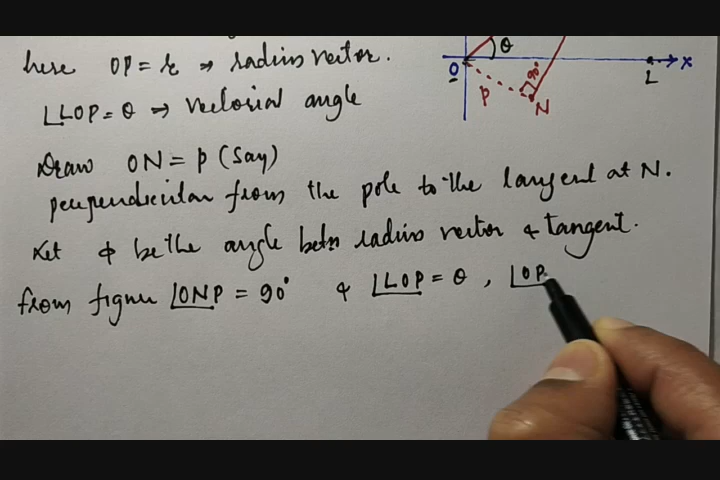 here OP = r ⇒ radius vector.
∠LOP = θ ⇒ vectorial angle
Draw ON = p (Say)
perpendicular from the pole to the tangent at N.
Let ϕ be the angle betn radius vector & tangent.
from figure ∠ONP = 90° & ∠LOP = θ, ∠OP
θ
O
P
90°
N
L
x